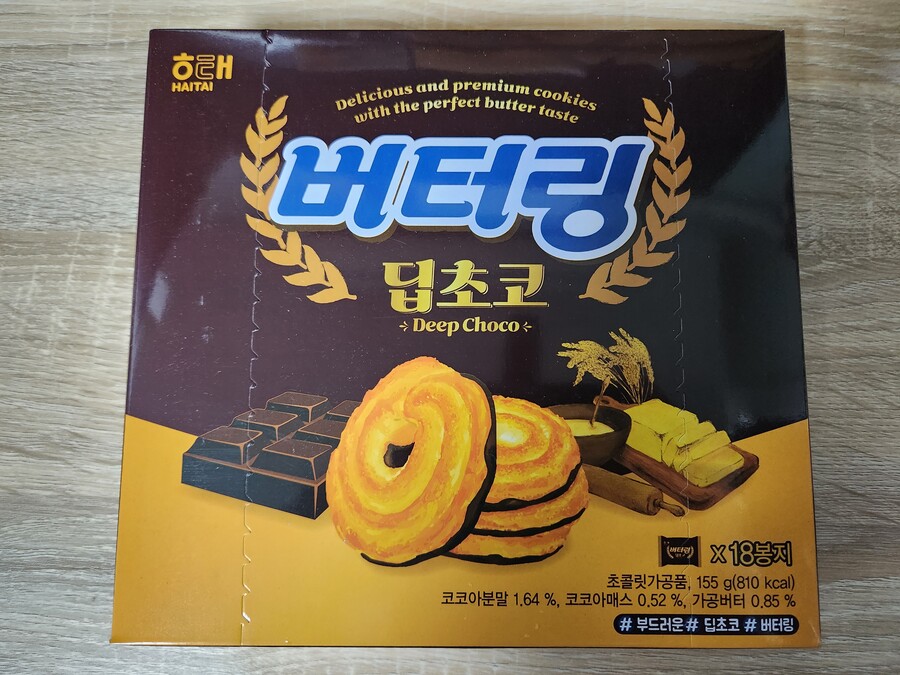 해태
HAITAI
Delicious and premium cookies
with the perfect butter taste
버터링
딥초코
Deep Choco
버터링
x 18봉지
초콜릿가공품, 155 g(810 kcal)
코코아분말 1.64 %, 코코아매스 0.52 %, 가공버터 0.85 %
# 부드러운 # 딥초코 # 버터링